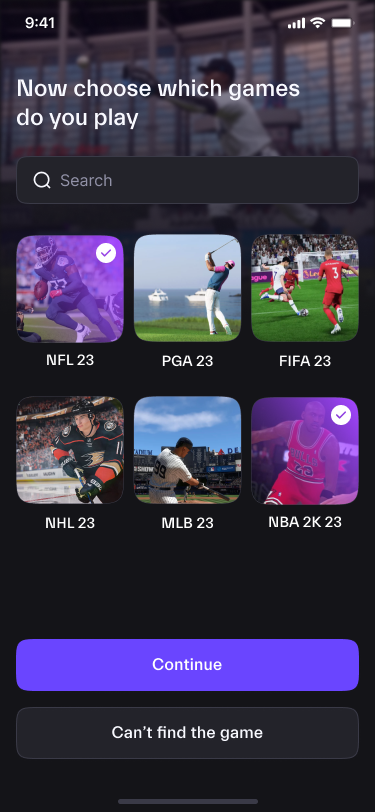 9:41
Now choose which games
do you play
Search
NFL 23
PGA 23
FIFA 23
NHL 23
MLB 23
NBA 2K 23
Continue
Can't find the game